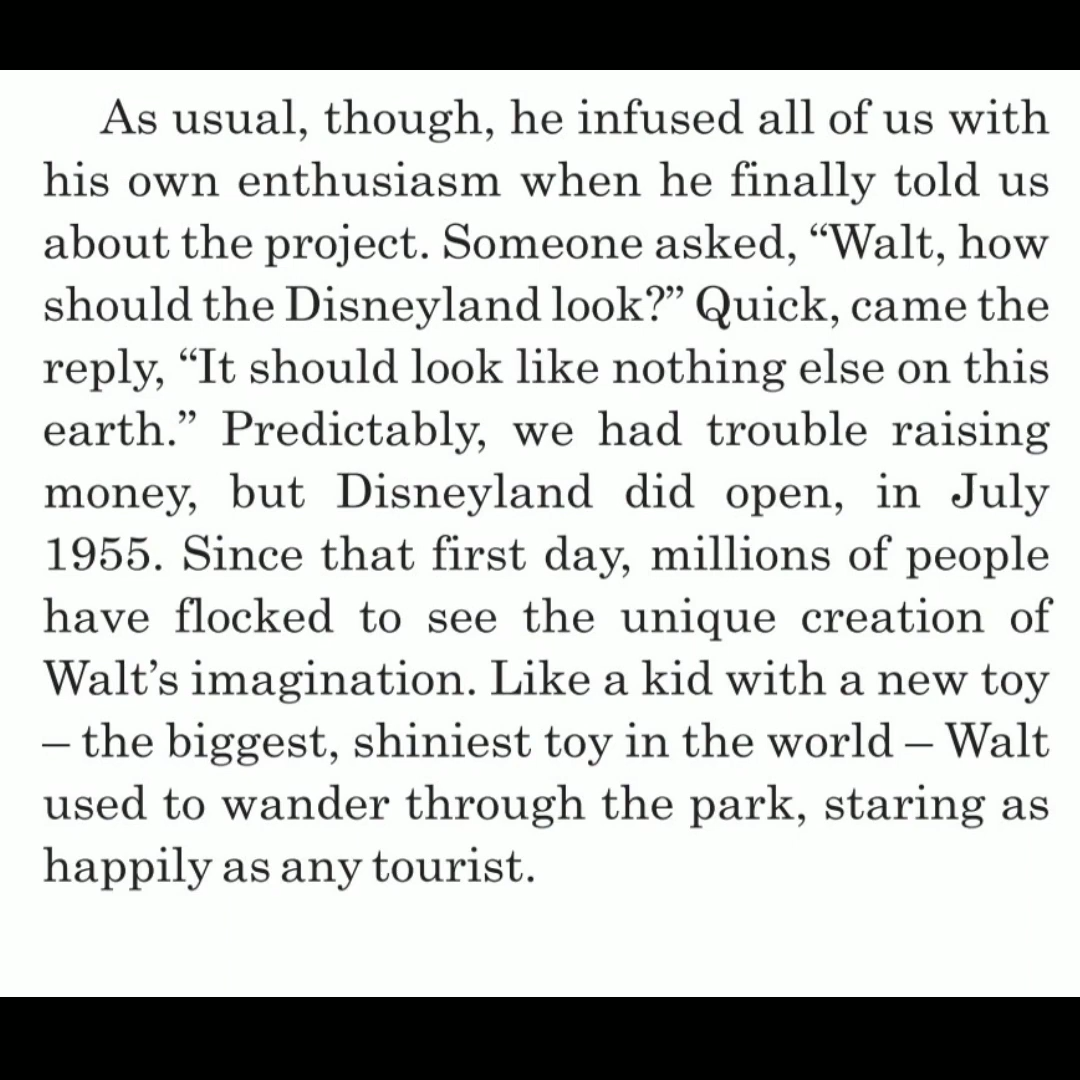 As usual, though, he infused all of us with
his own enthusiasm when he finally told us
about the project. Someone asked, “Walt, how
should the Disneyland look?” Quick, came the
reply, “It should look like nothing else on this
earth.” Predictably, we had trouble raising
money, but Disneyland did open, in July
1955. Since that first day, millions of people
have flocked to see the unique creation of
Walt’s imagination. Like a kid with a new toy
– the biggest, shiniest toy in the world – Walt
used to wander through the park, staring as
happily as any tourist.